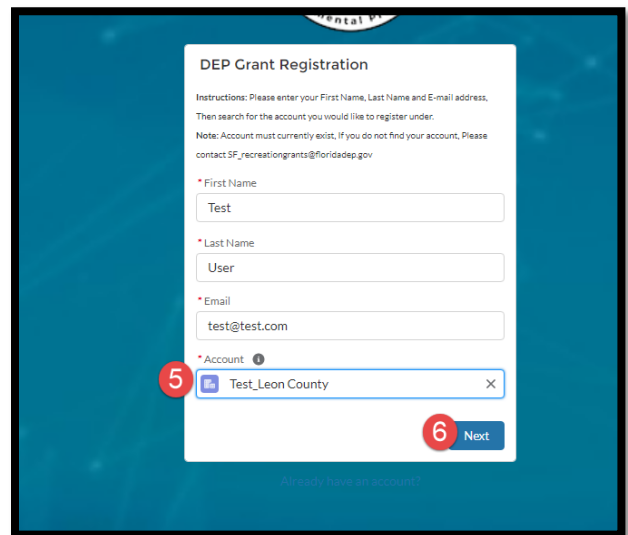 mental Pr
DEP Grant Registration
Instructions: Please enter your First Name, Last Name and E-mail address,
Then search for the account you would like to register under.
Note: Account must currently exist, If you do not find your account, Please
contact SF_recreationgrants@floridadep.gov
* First Name
Test
* Last Name
User
* Email
test@test.com
* Account
5
Test_Leon County
6
Next
Already have an account?